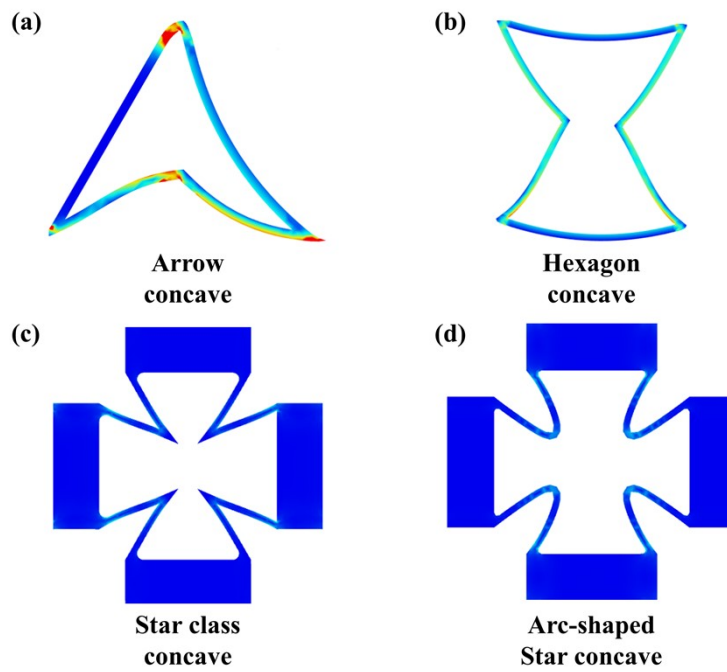 (a)
(b)
Arrow
concave
Hexagon
concave
(c)
(d)
Star class
concave
Arc-shaped
Star concave